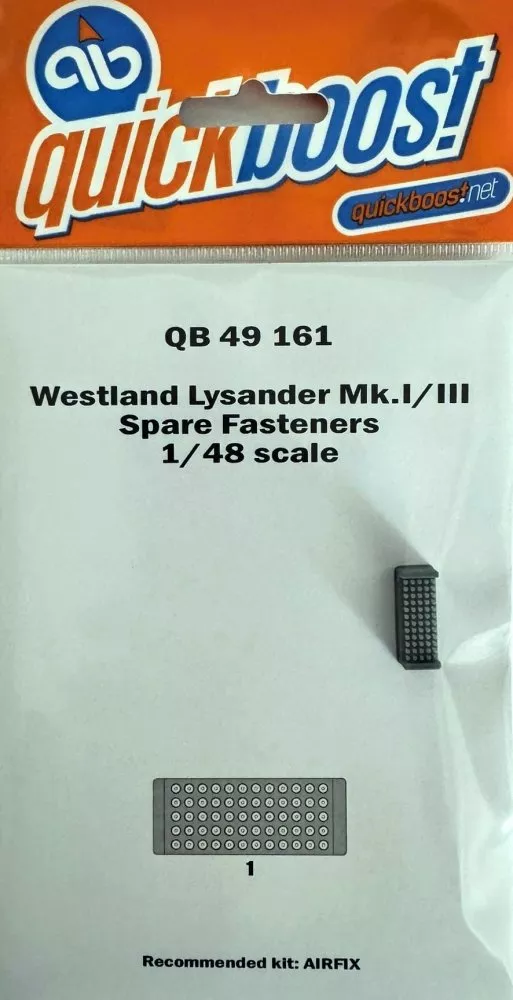 qb
quickboost
quickboost.net
QB 49 161
Westland Lysander Mk.I/III
Spare Fasteners
1/48 scale
1
Recommended kit: AIRFIX